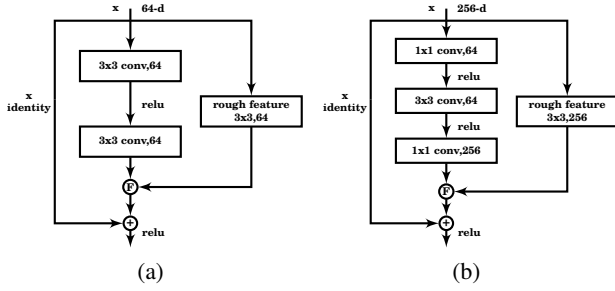 x 64-d
3x3 conv,64
relu
x
identity
rough feature
3x3,64
3x3 conv,64
F
+
relu
(a)
x 256-d
1x1 conv,64
relu
x
identity
3x3 conv,64
rough feature
3x3,256
relu
1x1 conv,256
F
+
relu
(b)